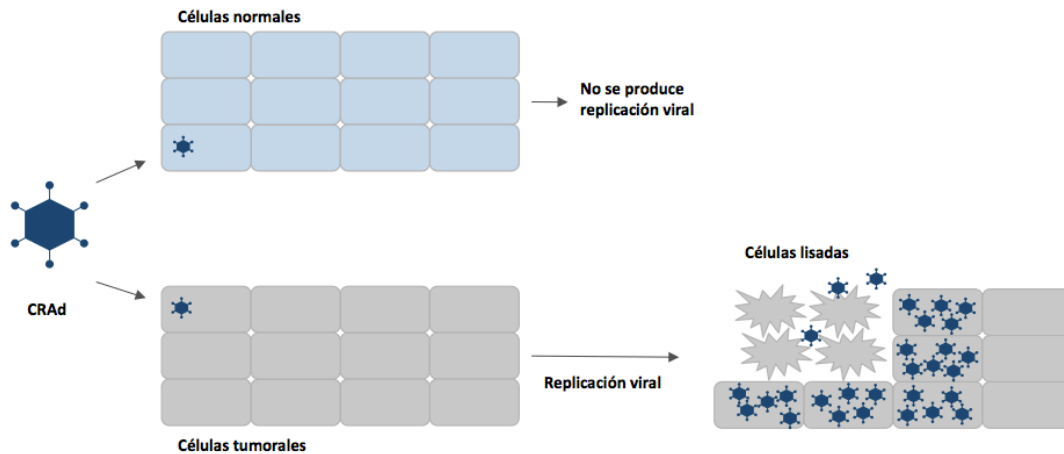 Células normales
No se produce
replicación viral
Células lisadas
CRAd
Replicación viral
Células tumorales